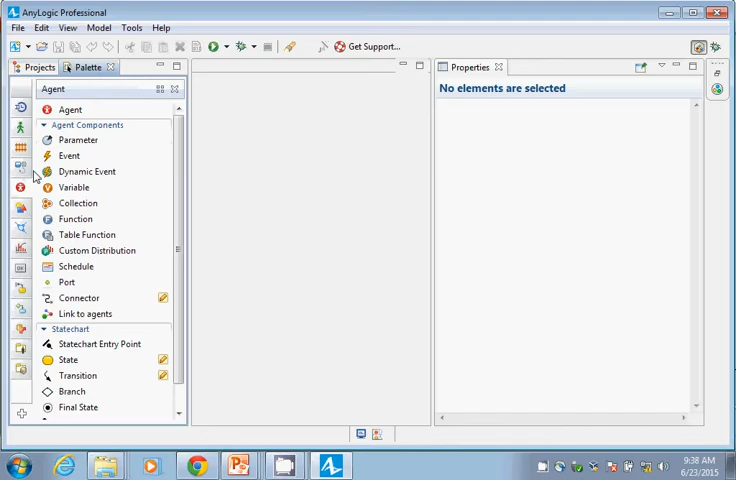 AnyLogic Professional
File Edit View Model Tools Help
Get Support...
Projects Palette
Properties
Agent
No elements are selected
Agent
Agent Components
Parameter
Event
Dynamic Event
Variable
Collection
Function
Table Function
Custom Distribution
Schedule
Port
Connector
Link to agents
Statechart
Statechart Entry Point
State
Transition
Branch
Final State
9:38 AM
6/23/2015